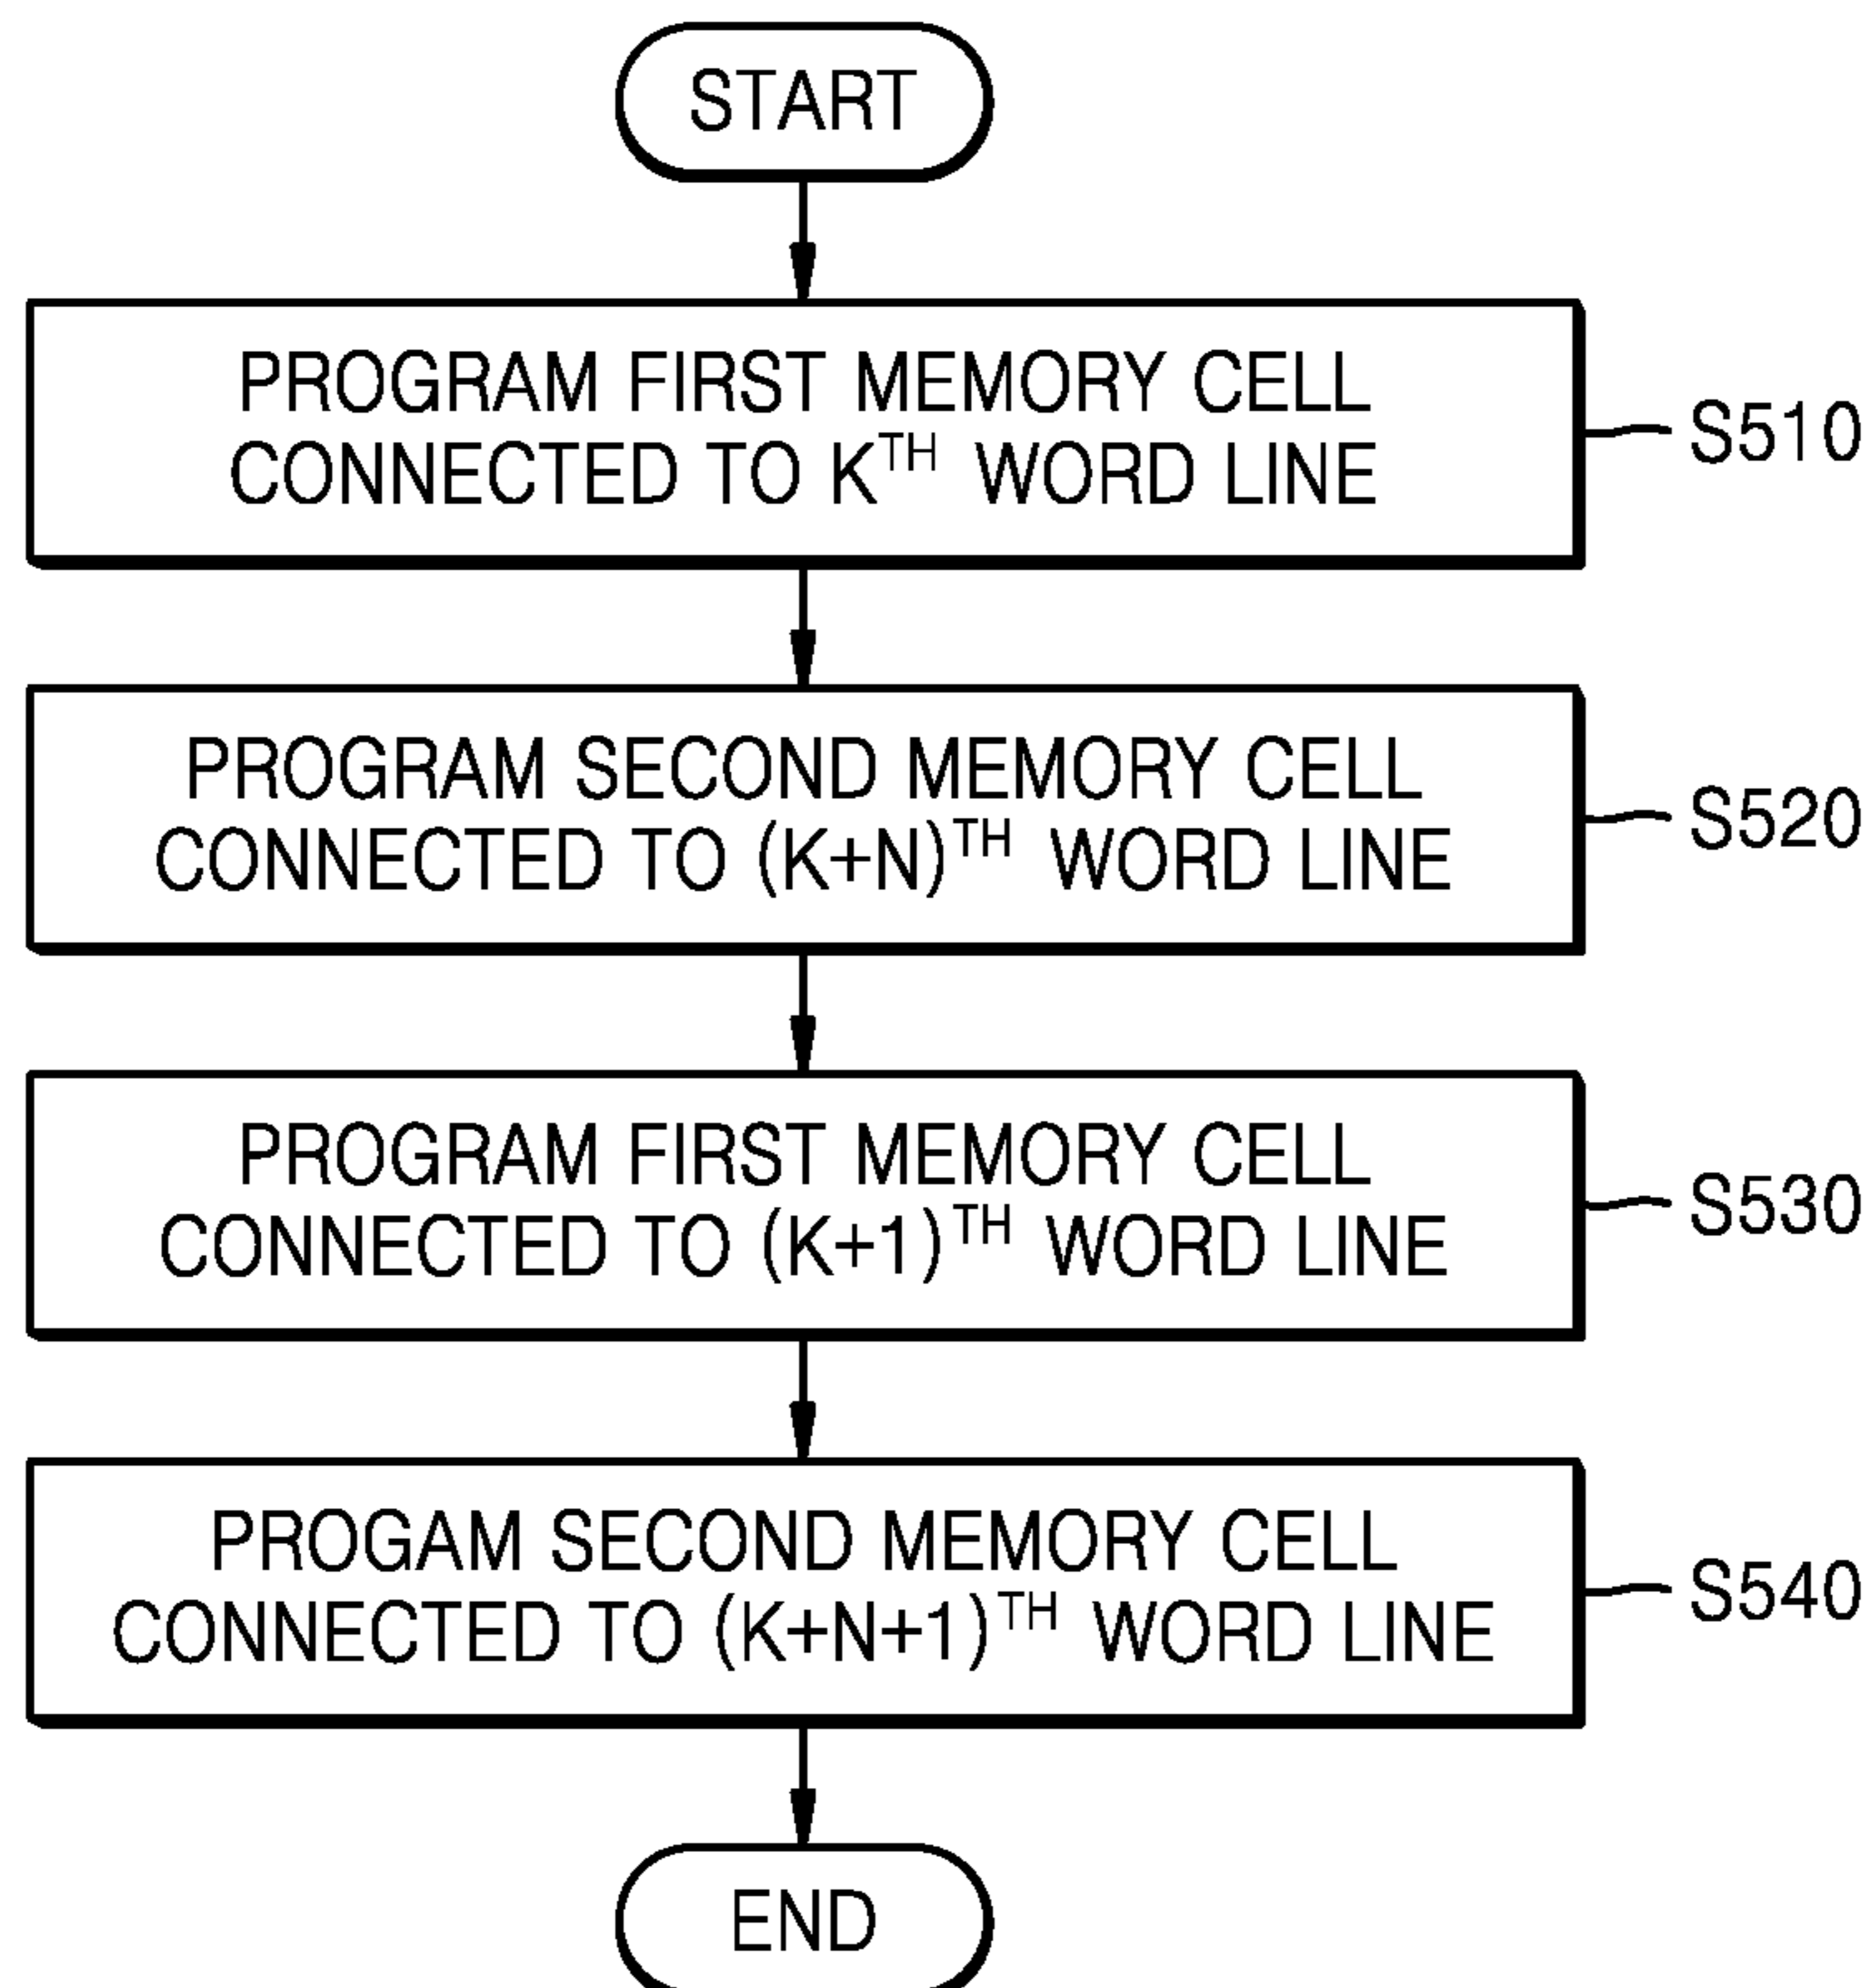 START
PROGRAM FIRST MEMORY CELL
CONNECTED TO K^TH WORD LINE
S510
PROGRAM SECOND MEMORY CELL
CONNECTED TO (K+N)^TH WORD LINE
S520
PROGRAM FIRST MEMORY CELL
CONNECTED TO (K+1)^TH WORD LINE
S530
PROGAM SECOND MEMORY CELL
CONNECTED TO (K+N+1)^TH WORD LINE
S540
END